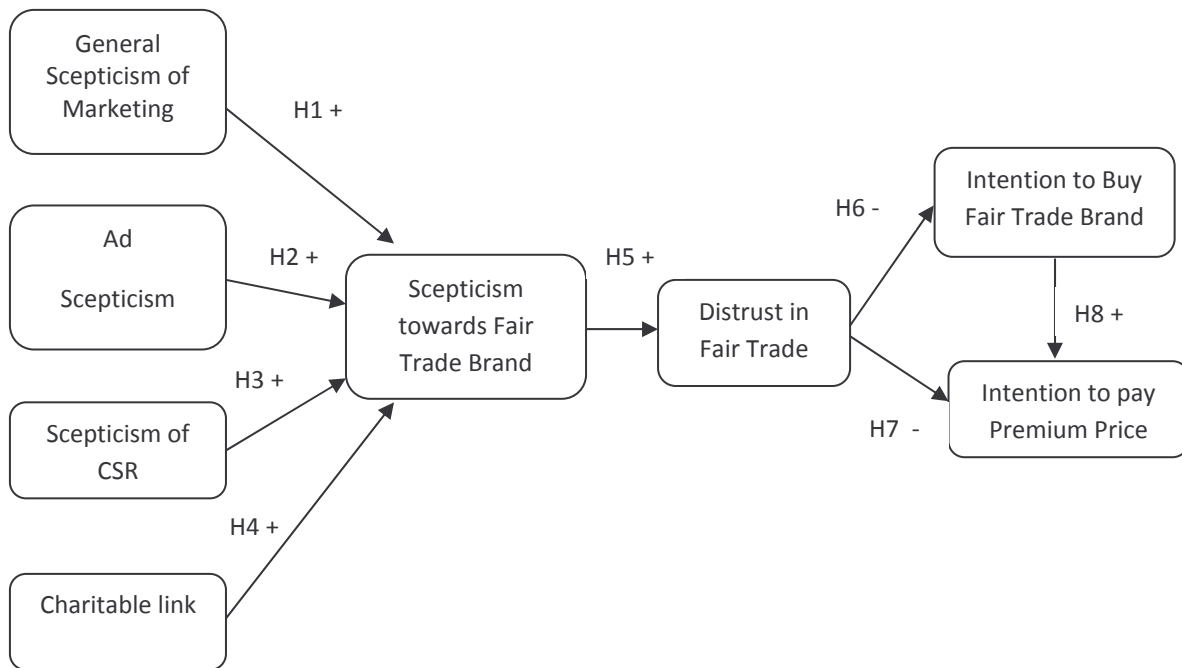 General
Scepticism of
Marketing
H1 +
Ad
Scepticism
H2 +
Scepticism of
CSR
H3 +
Charitable link
H4 +
Scepticism
towards Fair
Trade Brand
H5 +
Distrust in
Fair Trade
H6 -
Intention to Buy
Fair Trade Brand
H7 -
H8 +
Intention to pay
Premium Price